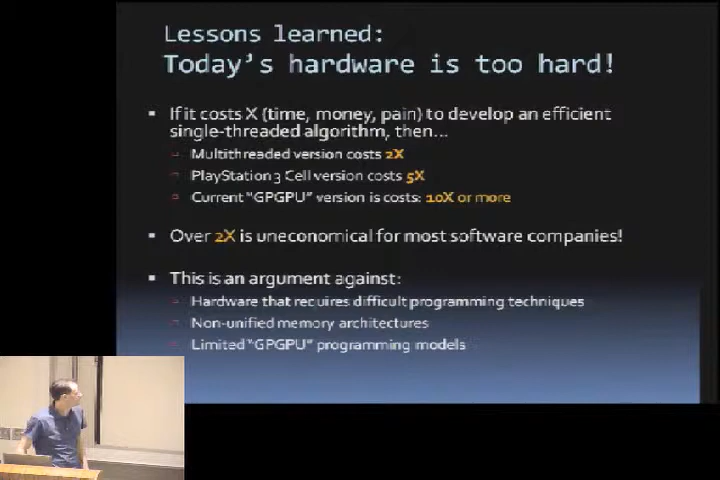 Lessons learned:
Today's hardware is too hard!
If it costs X (time, money, pain) to develop an efficient
single-threaded algorithm, then...
Multithreaded version costs 2X
PlayStation 3 Cell version costs 5X
Current "GPGPU" version is costs: 10X or more
Over 2X is uneconomical for most software companies!
This is an argument against:
Hardware that requires difficult programming techniques
Non-unified memory architectures
Limited "GPGPU" programming models